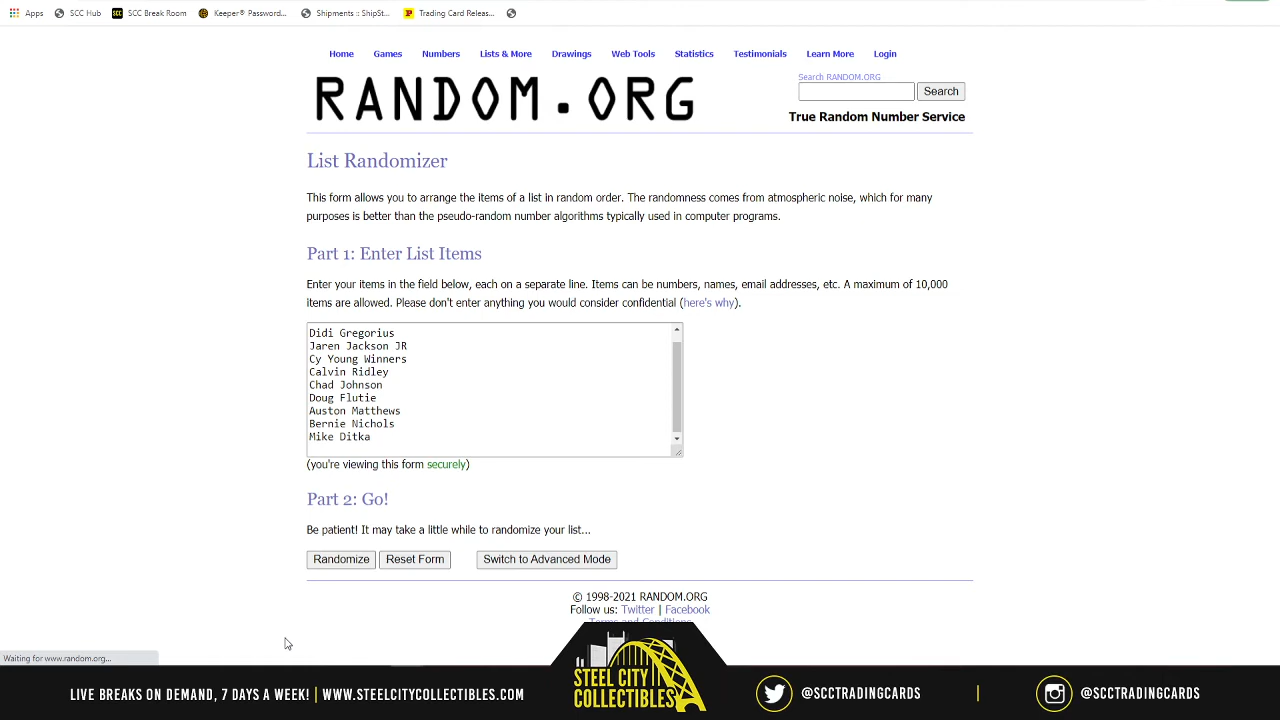 Apps SCC Hub SCC Break Room Keeper® Password... Shipments :: ShipSt... Trading Card Releas...
Home Games Numbers Lists & More Drawings Web Tools Statistics Testimonials Learn More Login
RANDOM.ORG
Search RANDOM.ORG
Search
True Random Number Service
List Randomizer
This form allows you to arrange the items of a list in random order. The randomness comes from atmospheric noise, which for many
purposes is better than the pseudo-random number algorithms typically used in computer programs.
Part 1: Enter List Items
Enter your items in the field below, each on a separate line. Items can be numbers, names, email addresses, etc. A maximum of 10,000
items are allowed. Please don't enter anything you would consider confidential (here's why).
Didi Gregorius
Jaren Jackson JR
Cy Young Winners
Calvin Ridley
Chad Johnson
Doug Flutie
Auston Matthews
Bernie Nichols
Mike Ditka
(you're viewing this form securely)
Part 2: Go!
Be patient! It may take a little while to randomize your list...
Randomize Reset Form Switch to Advanced Mode
© 1998-2021 RANDOM.ORG
Follow us: Twitter | Facebook
Terms and Conditions
Waiting for www.random.org...
LIVE BREAKS ON DEMAND, 7 DAYS A WEEK! | WWW.STEELCITYCOLLECTIBLES.COM
STEEL CITY
COLLECTIBLES
@SCCTRADINGCARDS | @SCCTRADINGCARDS